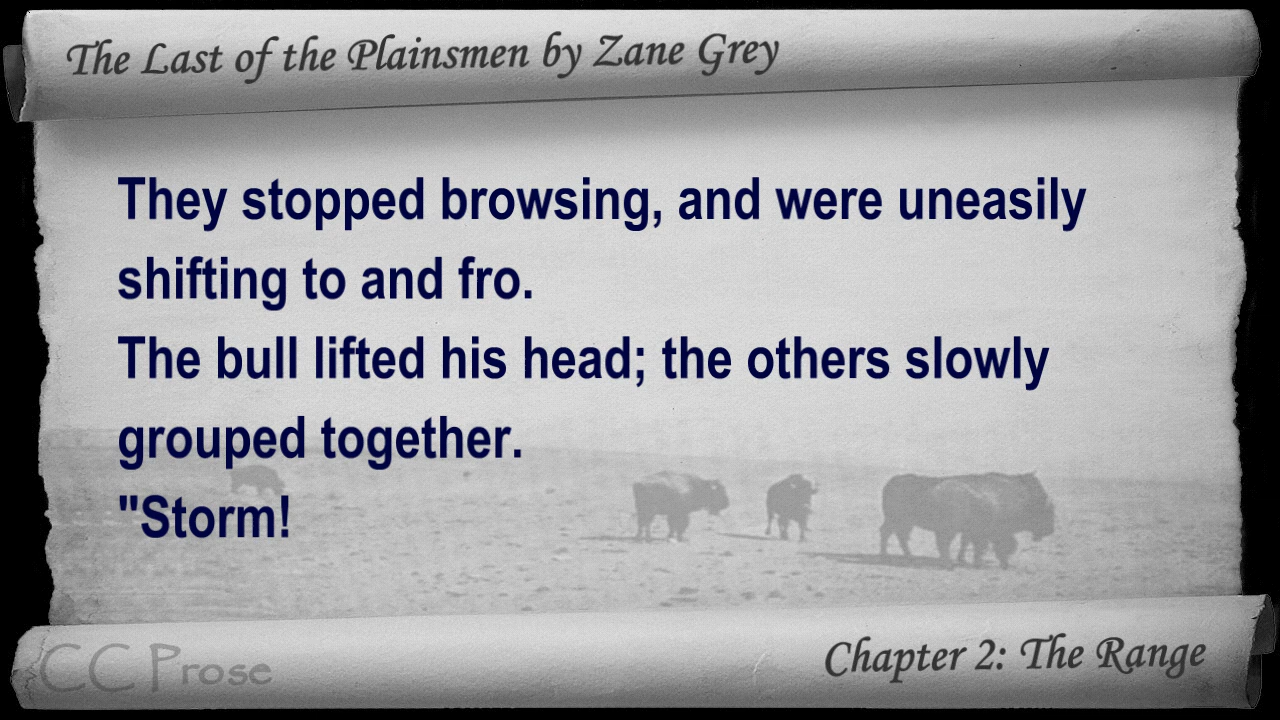 The Last of the Plainsmen by Zane Grey
They stopped browsing, and were uneasily
shifting to and fro.
The bull lifted his head; the others slowly
grouped together.
"Storm!
CC Prose
Chapter 2: The Range